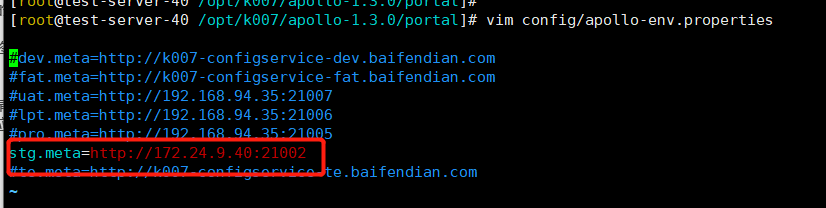 [root@test-server-40 /opt/k007/apollo-1.3.0/portal]#
[root@test-server-40 /opt/k007/apollo-1.3.0/portal]# vim config/apollo-env.properties
#dev.meta=http://k007-configservice-dev.baifendian.com
#fat.meta=http://k007-configservice-fat.baifendian.com
#uat.meta=http://192.168.94.35:21007
#lpt.meta=http://192.168.94.35:21006
#pro.meta=http://192.168.94.35:21005
stg.meta=http://172.24.9.40:21002
#te.meta=http://k007-configservice-te.baifendian.com
~